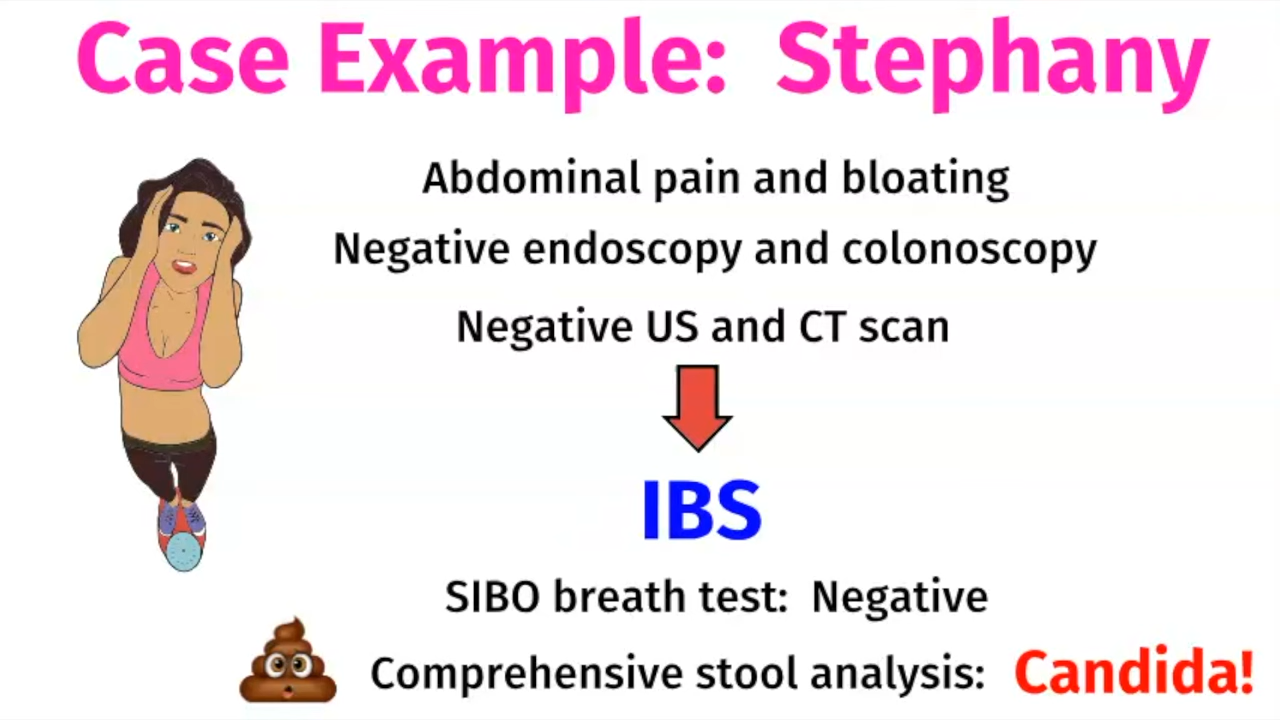 Case Example: Stephany
Abdominal pain and bloating
Negative endoscopy and colonoscopy
Negative US and CT scan
IBS
SIBO breath test: Negative
Comprehensive stool analysis: Candida!